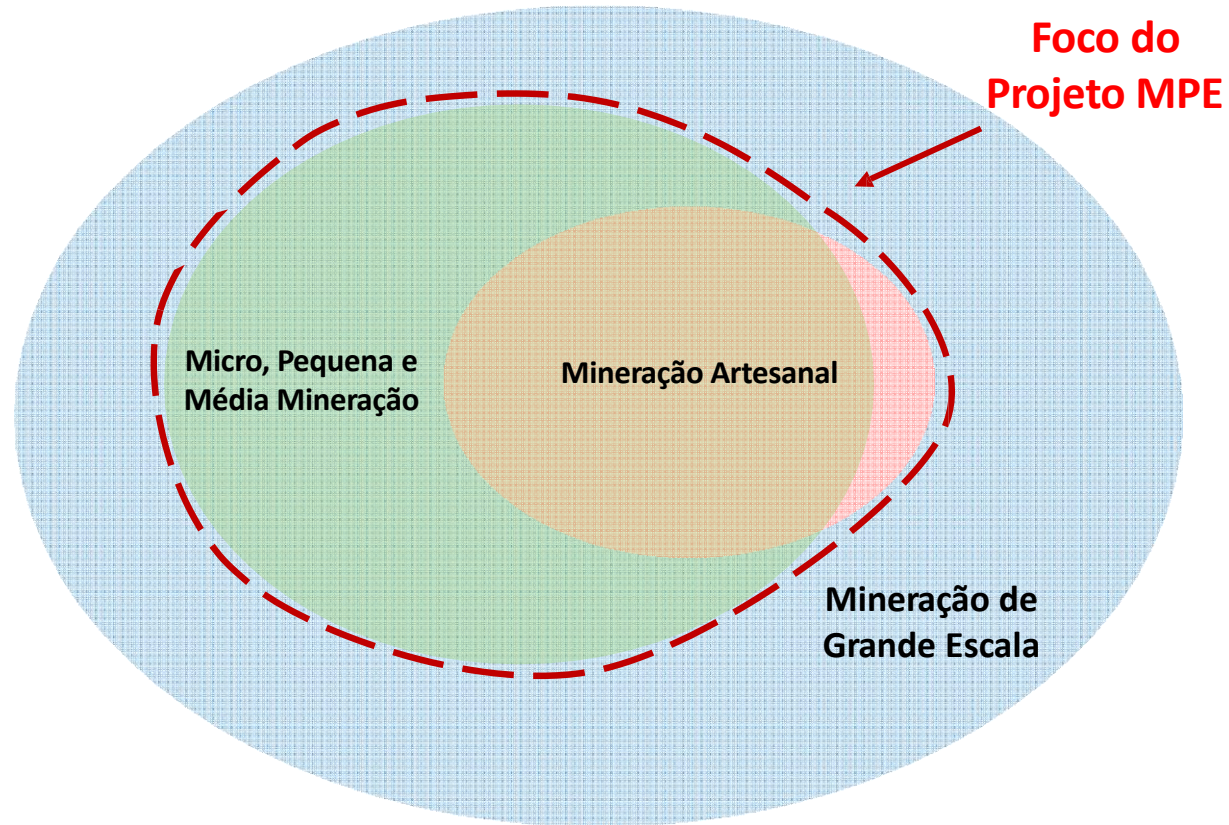 Foco do
Projeto MPE
Micro, Pequena e
Média Mineração
Mineração Artesanal
Mineração de
Grande Escala